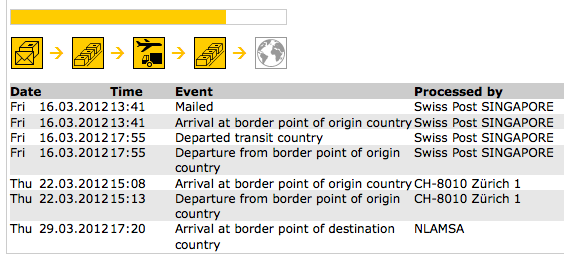 Date Time Event Processed by
Fri 16.03.2012 13:41 Mailed Swiss Post SINGAPORE
Fri 16.03.2012 13:41 Arrival at border point of origin country Swiss Post SINGAPORE
Fri 16.03.2012 17:55 Departed transit country Swiss Post SINGAPORE
Fri 16.03.2012 17:55 Departure from border point of origin Swiss Post SINGAPORE
country
Thu 22.03.2012 15:08 Arrival at border point of origin country CH-8010 Zürich 1
Thu 22.03.2012 15:13 Departure from border point of origin CH-8010 Zürich 1
country
Thu 29.03.2012 17:20 Arrival at border point of destination NLAMSA
country